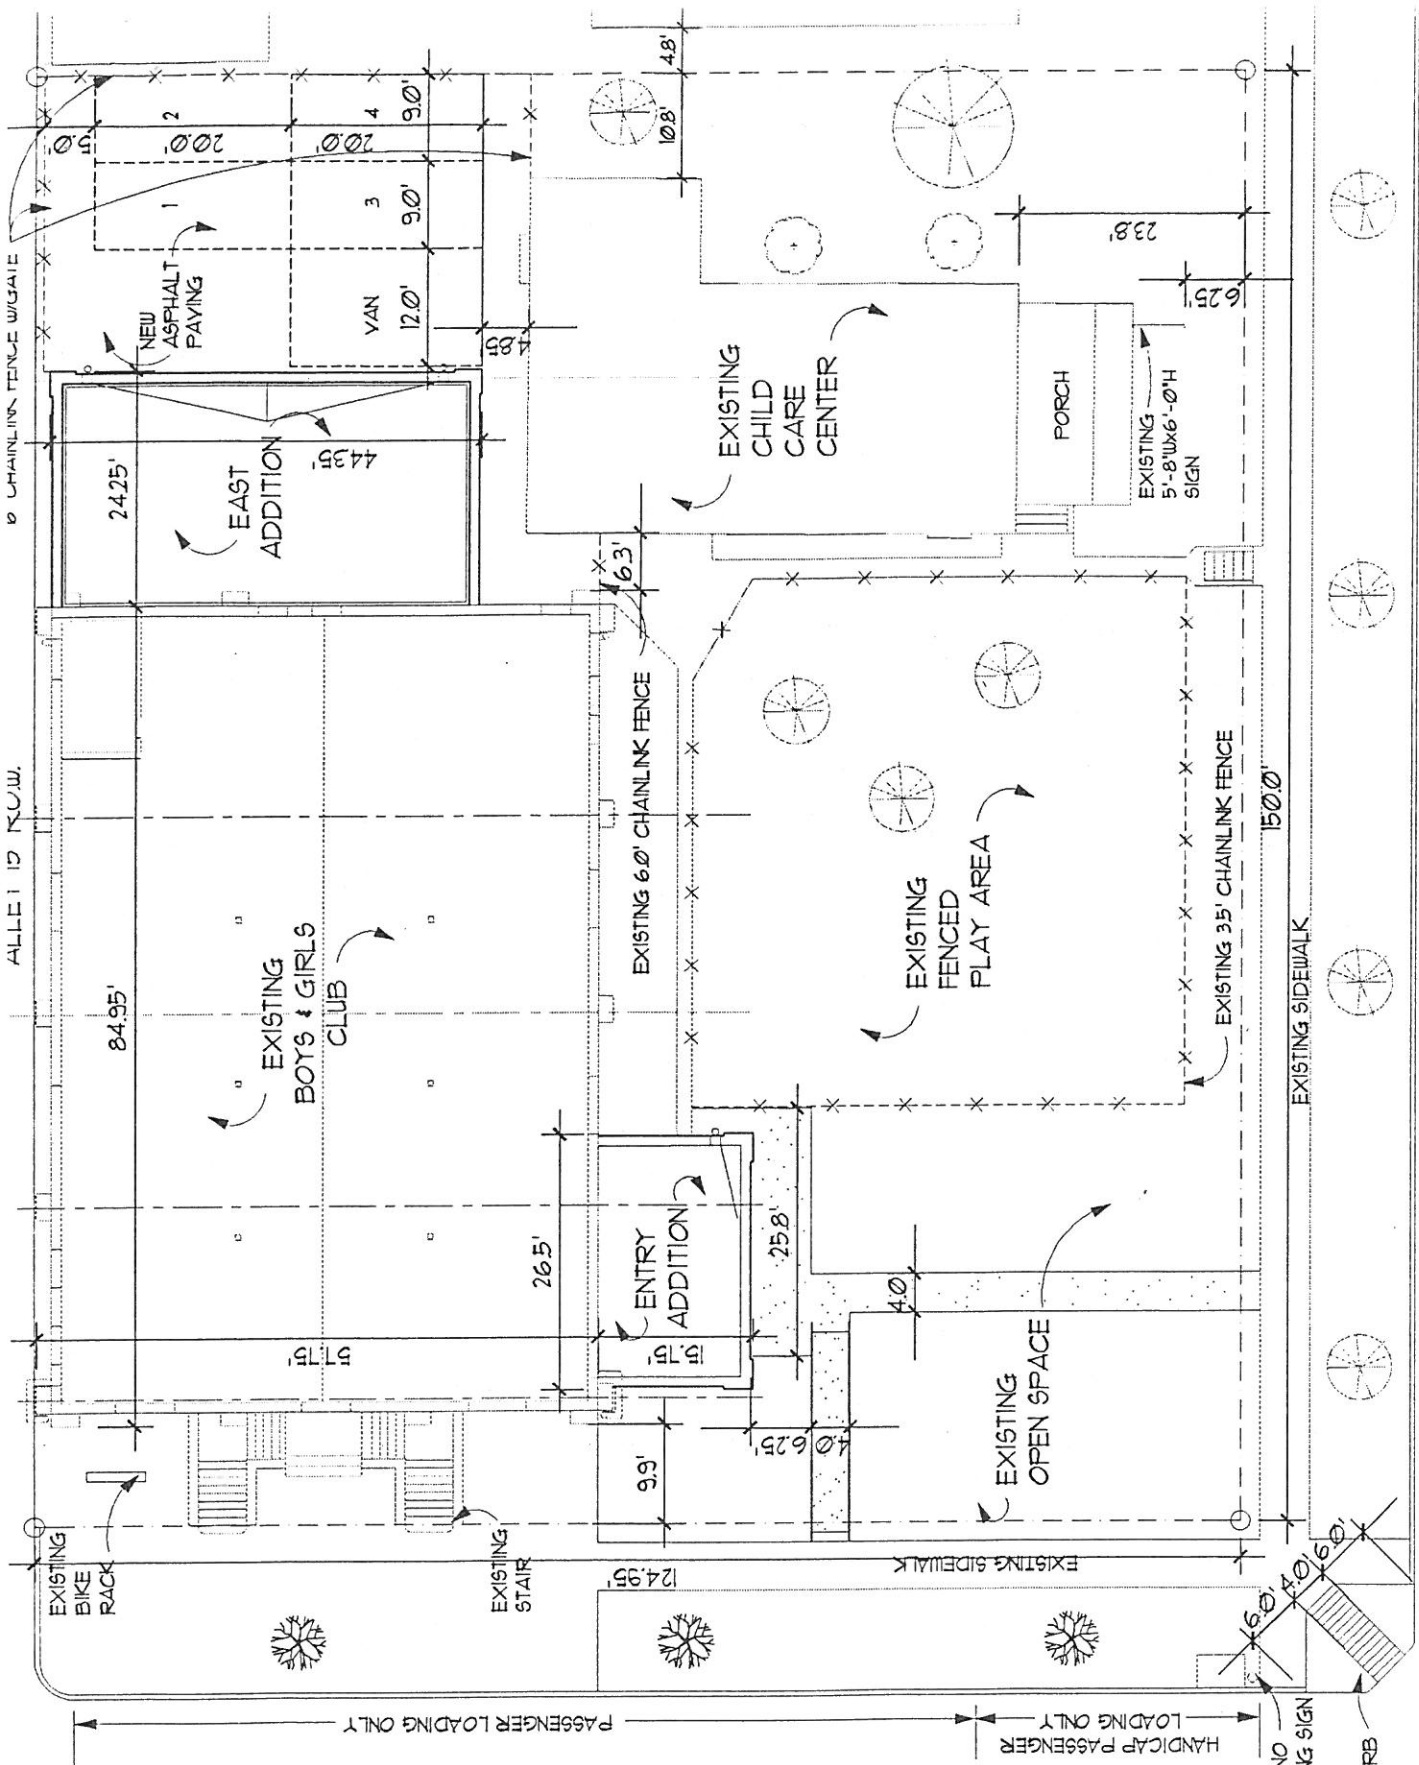 6' CHAINLINK FENCE W/GATE
ALLEY 15' R.O.W.
NEW
ASPHALT
PAVING
5.0'
20.0'
20.0'
2
4
1
3
VAN
9.0'
9.0'
12.0'
4.8'
10.8'
4.85'
23.8'
6.25'
24.25'
44.35'
EAST
ADDITION
EXISTING
CHILD
CARE
CENTER
PORCH
EXISTING
5'-8"Wx6'-0"H
SIGN
6.3'
84.95'
EXISTING
BOYS & GIRLS
CLUB
EXISTING 6.0' CHAINLINK FENCE
EXISTING
FENCED
PLAY AREA
EXISTING 3.5' CHAINLINK FENCE
150.0'
EXISTING SIDEWALK
26.5'
57.75'
15.75'
ENTRY
ADDITION
25.8'
4.0
9.9'
6.25'
4.0
EXISTING
OPEN SPACE
EXISTING
BIKE
RACK
EXISTING
STAIR
124.95'
EXISTING SIDEWALK
6.0'
4.0'
6.0'
PASSENGER LOADING ONLY
HANDICAP PASSENGER
LOADING ONLY
NO
NG SIGN
RB